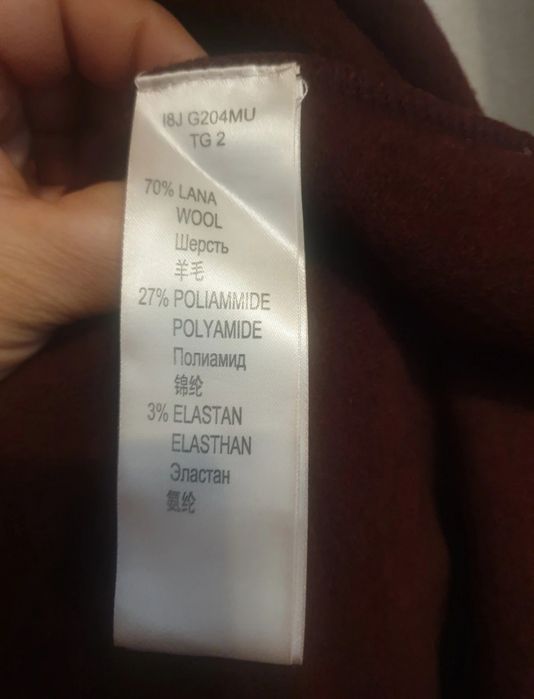 I8J G204MU
TG 2
70% LANA
WOOL
Шерсть
羊毛
27% POLIAMMIDE
POLYAMIDE
Полиамид
锦纶
3% ELASTAN
ELASTHAN
Эластан
氨纶